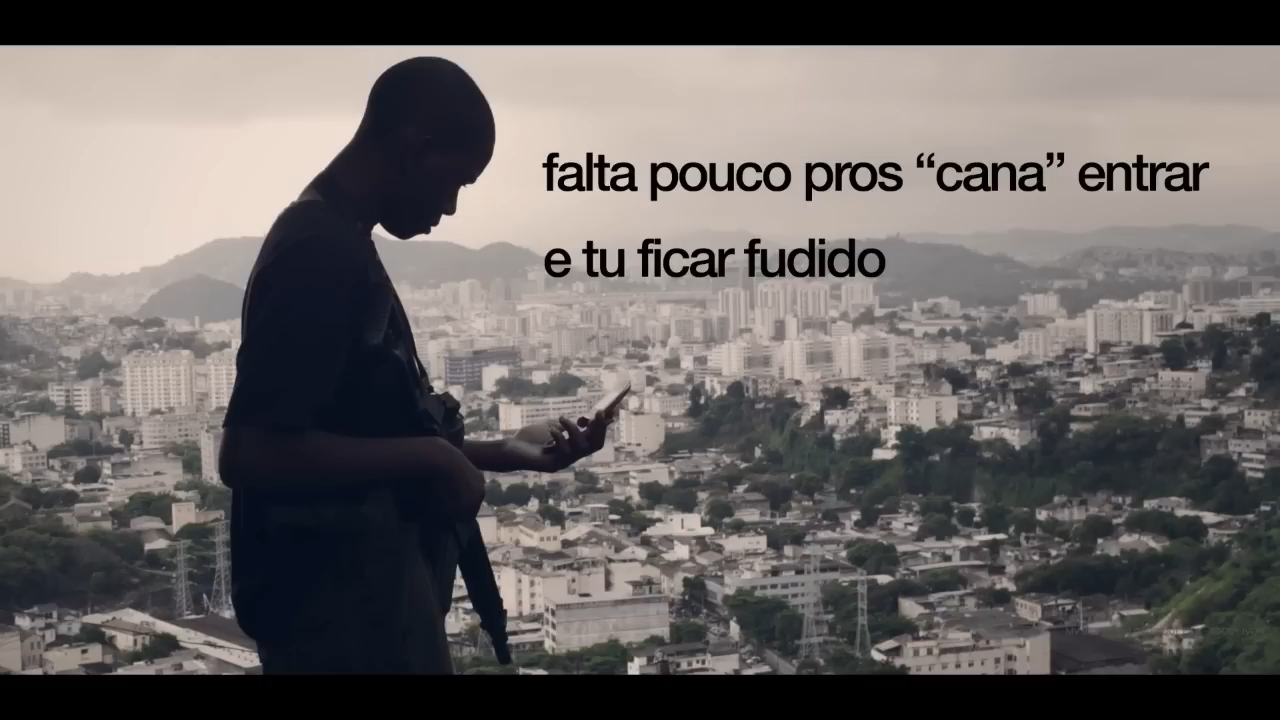 falta pouco pros “cana” entrar
e tu ficar fudido